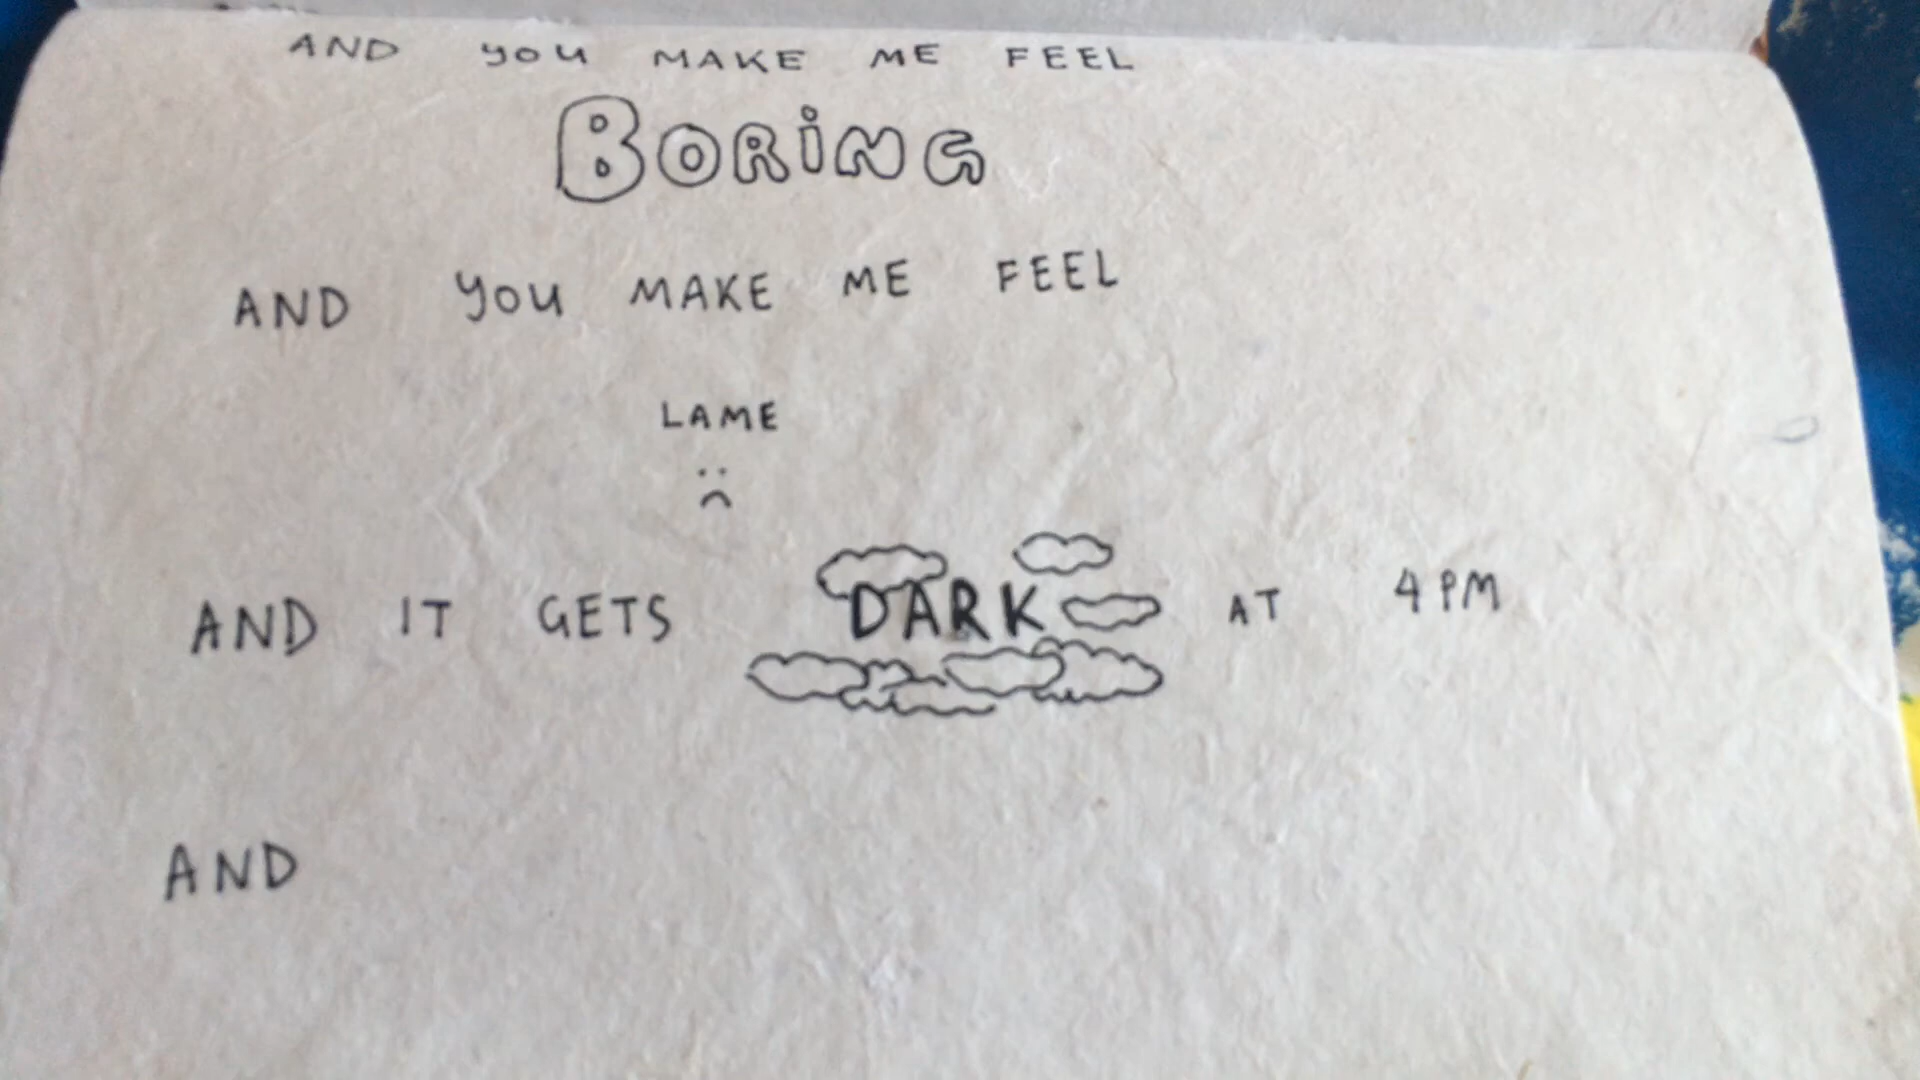 AND YOU MAKE ME FEEL
BORING
AND YOU MAKE ME FEEL
LAME
AND IT GETS DARK AT 4PM
AND